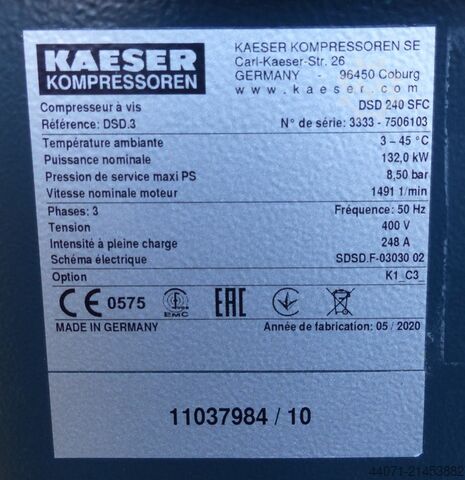 KAESER
KOMPRESSOREN
KAESER KOMPRESSOREN SE
Carl-Kaeser-Str. 26
GERMANY - 96450 Coburg
www.kaeser.com
Compresseur à vis DSD 240 SFC
Référence: DSD.3 N° de série: 3333 - 7506103
Température ambiante 3 – 45 °C
Puissance nominale 132,0 kW
Pression de service maxi PS 8,50 bar
Vitesse nominale moteur 1491 1/min
Phases: 3 Fréquence: 50 Hz
Tension 400 V
Intensité à pleine charge 248 A
Schéma électrique SDSD.F-03030 02
Option K1_C3_
CE 0575 EMC EAC
MADE IN GERMANY Année de fabrication: 05 / 2020
11037984 / 10
44071-21453882